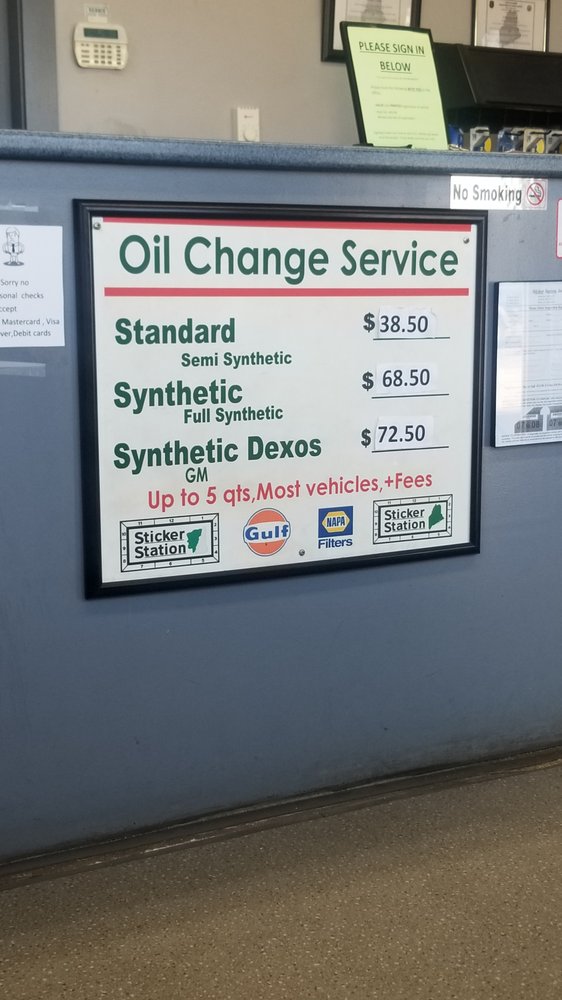 PLEASE SIGN IN
BELOW
No Smoking
Sorry no
sonal checks
ccept
Mastercard , Visa
ver,Debit cards
Oil Change Service
Standard $ 38.50
Semi Synthetic
Synthetic $ 68.50
Full Synthetic
Synthetic Dexos $ 72.50
GM
Up to 5 qts,Most vehicles,+Fees
Sticker
Station
Gulf
NAPA
Filters
Sticker
Station